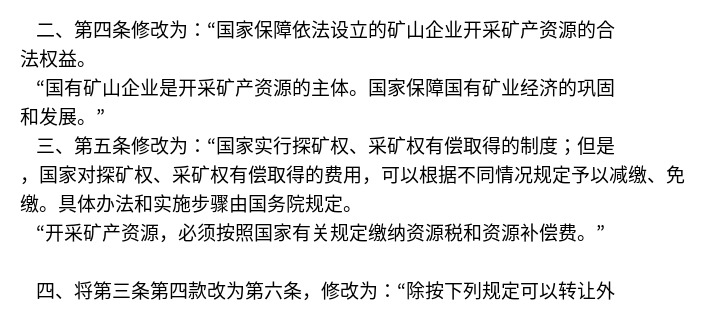 二、第四条修改为：“国家保障依法设立的矿山企业开采矿产资源的合
法权益。
“国有矿山企业是开采矿产资源的主体。国家保障国有矿业经济的巩固
和发展。”
三、第五条修改为：“国家实行探矿权、采矿权有偿取得的制度；但是
，国家对探矿权、采矿权有偿取得的费用，可以根据不同情况规定予以减缴、免
缴。具体办法和实施步骤由国务院规定。
“开采矿产资源，必须按照国家有关规定缴纳资源税和资源补偿费。”
四、将第三条第四款改为第六条，修改为：“除按下列规定可以转让外